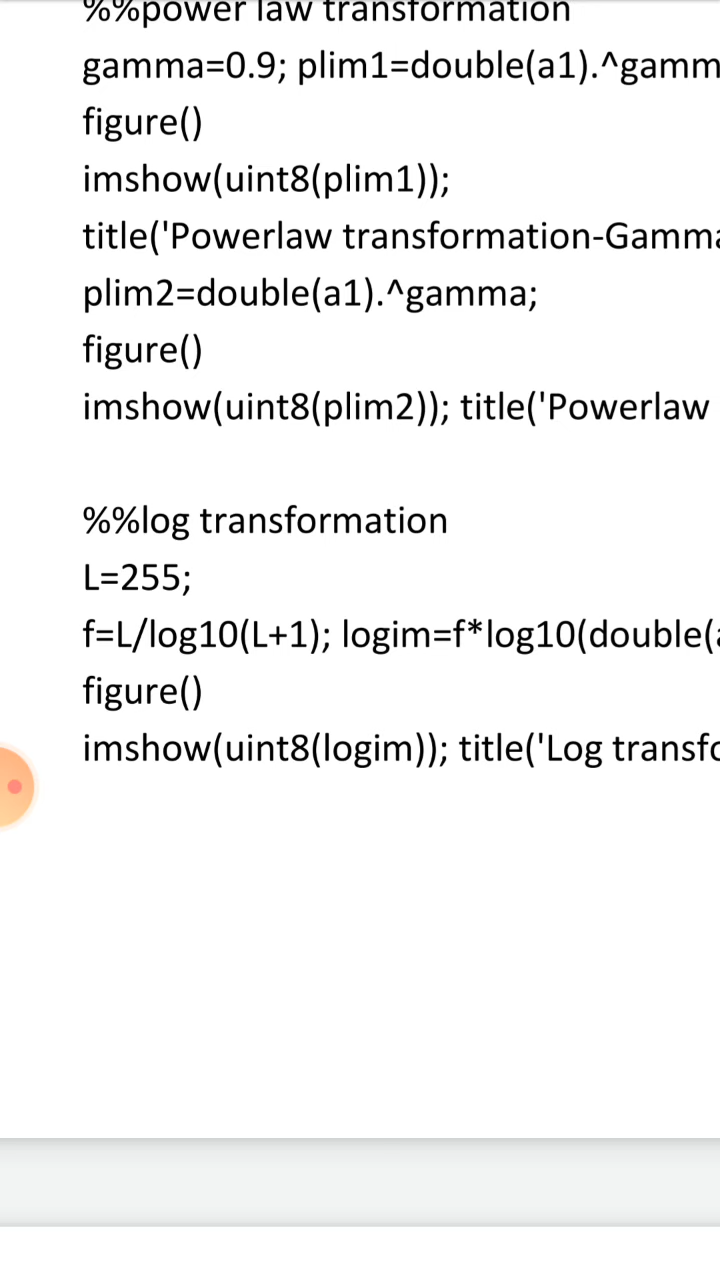 %%power law transformation
gamma=0.9; plim1=double(a1).^gamm
figure()
imshow(uint8(plim1));
title('Powerlaw transformation-Gamma
plim2=double(a1).^gamma;
figure()
imshow(uint8(plim2)); title('Powerlaw
%%log transformation
L=255;
f=L/log10(L+1); logim=f*log10(double(a
figure()
imshow(uint8(logim)); title('Log transfo